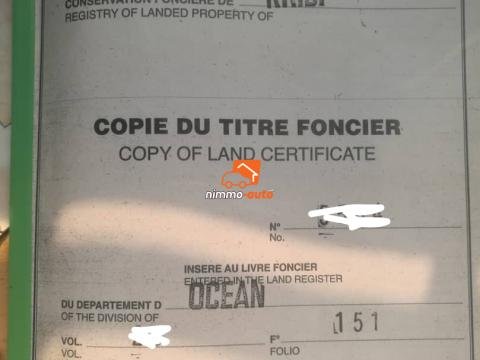 CONSERVATION FONCIERE DE KRIBI
REGISTRY OF LANDED PROPERTY OF
COPIE DU TITRE FONCIER
COPY OF LAND CERTIFICATE
nimmo-auto
N°
No.
INSERE AU LIVRE FONCIER
ENTERED IN THE LAND REGISTER
DU DEPARTEMENT D OCEAN
OF THE DIVISION OF
VOL. F° 151
VOL. FOLIO